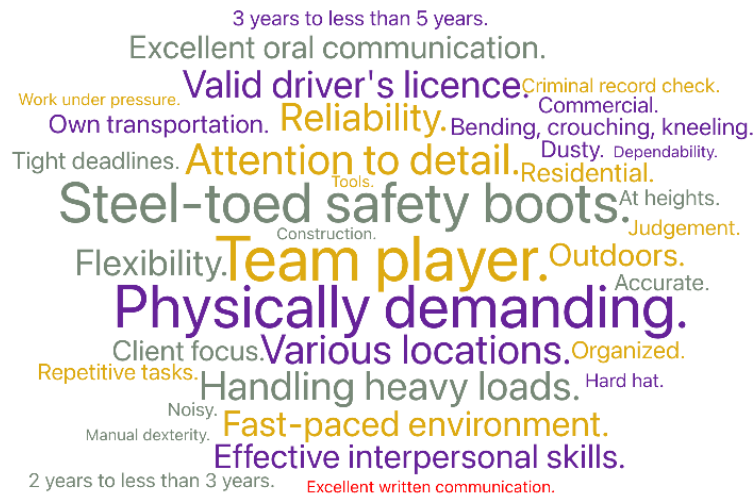 3 years to less than 5 years.
Excellent oral communication.
Valid driver's licence.
Criminal record check.
Work under pressure.
Commercial.
Own transportation.
Reliability.
Bending, crouching, kneeling.
Tight deadlines.
Attention to detail.
Dusty.
Dependability.
Tools.
Residential.
Steel-toed safety boots.
At heights.
Construction.
Judgement.
Flexibility.
Team player.
Outdoors.
Accurate.
Physically demanding.
Client focus.
Various locations.
Organized.
Repetitive tasks.
Handling heavy loads.
Hard hat.
Noisy.
Fast-paced environment.
Manual dexterity.
Effective interpersonal skills.
2 years to less than 3 years.
Excellent written communication.